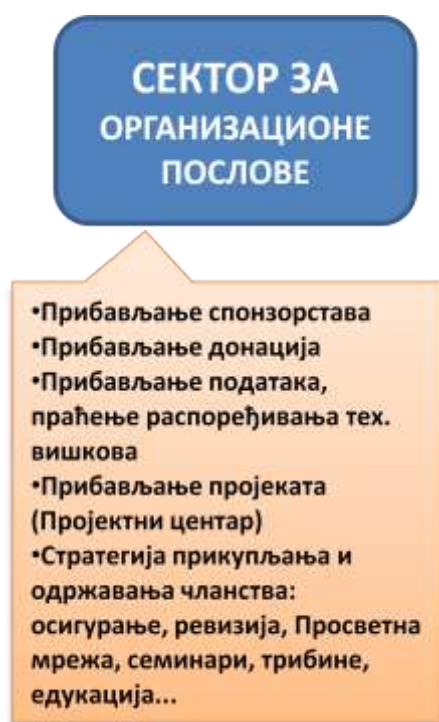 СЕКТОР ЗА
ОРГАНИЗАЦИОНЕ
ПОСЛОВЕ
•Прибављање спонзорстава
•Прибављање донација
•Прибављање података,
праћење распоређивања тех.
вишкова
•Прибављање пројеката
(Пројектни центар)
•Стратегија прикупљања и
одржавања чланства:
осигурање, ревизија, Просветна
мрежа, семинари, трибине,
едукација...